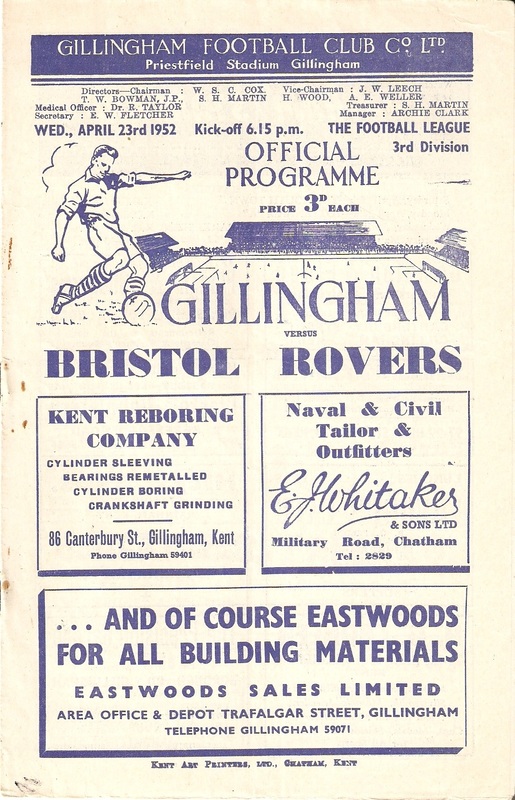 GILLINGHAM FOOTBALL CLUB Co LTD
Priestfield Stadium Gillingham
Directors—Chairman : W. S. C. COX. Vice-Chairman : J. W. LEECH
T. W. BOWMAN, J.P., S. H. MARTIN H. WOOD, A. E. WELLER
Medical Officer : Dr. R. TAYLOR Treasurer : S. H. MARTIN
Secretary : E. W. FLETCHER Manager : ARCHIE CLARK
WED., APRIL 23rd 1952 Kick-off 6.15 p.m. THE FOOTBALL LEAGUE
3rd Division
OFFICIAL
PROGRAMME
PRICE 3D EACH
GILLINGHAM
VERSUS
BRISTOL ROVERS
KENT REBORING
COMPANY
CYLINDER SLEEVING
BEARINGS REMETALLED
CYLINDER BORING
CRANKSHAFT GRINDING
86 Canterbury St., Gillingham, Kent
Phone Gillingham 59401
Naval & Civil
Tailor &
Outfitters
E. J. Whitaker
& SONS LTD
Military Road, Chatham
Tel : 2829
... AND OF COURSE EASTWOODS
FOR ALL BUILDING MATERIALS
EASTWOODS SALES LIMITED
AREA OFFICE & DEPOT TRAFALGAR STREET, GILLINGHAM
TELEPHONE GILLINGHAM 59071
KENT ART PRINTERS, LTD., CHATHAM, KENT